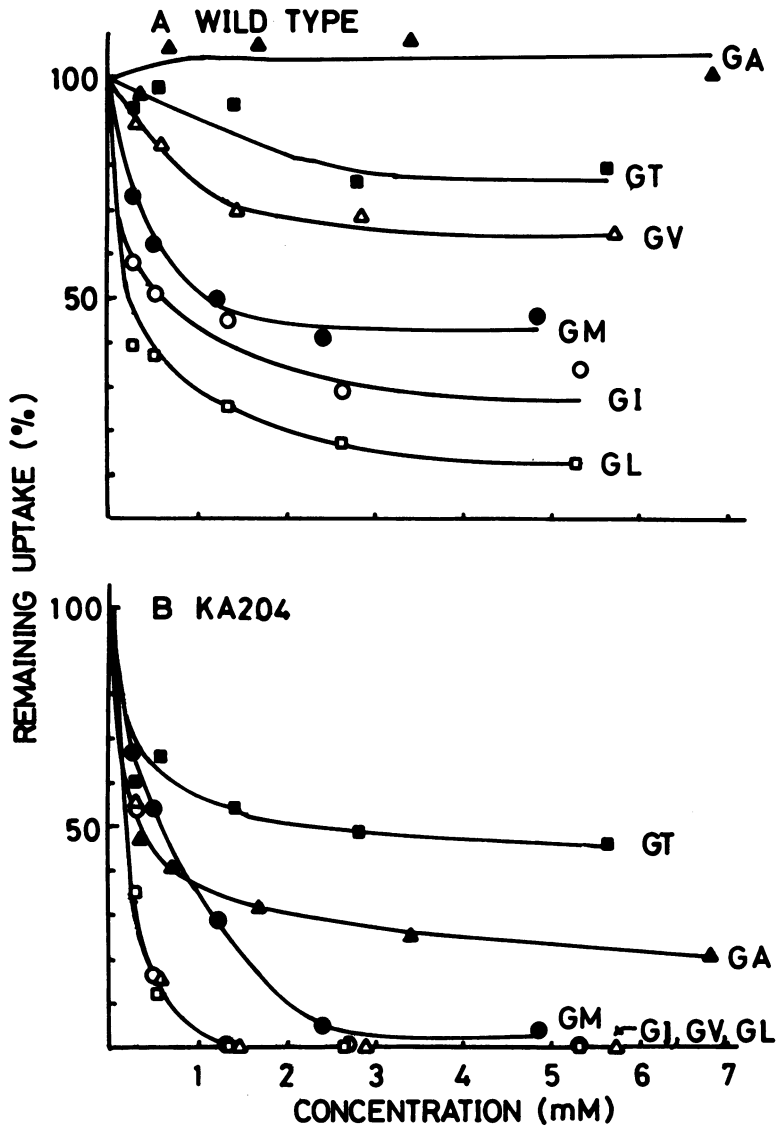 A WILD TYPE
100
50
GA
GT
GV
GM
GI
GL
REMAINING UPTAKE (%)
B KA204
100
50
GT
GA
GM
GI, GV, GL
1 2 3 4 5 6 7
CONCENTRATION (mM)